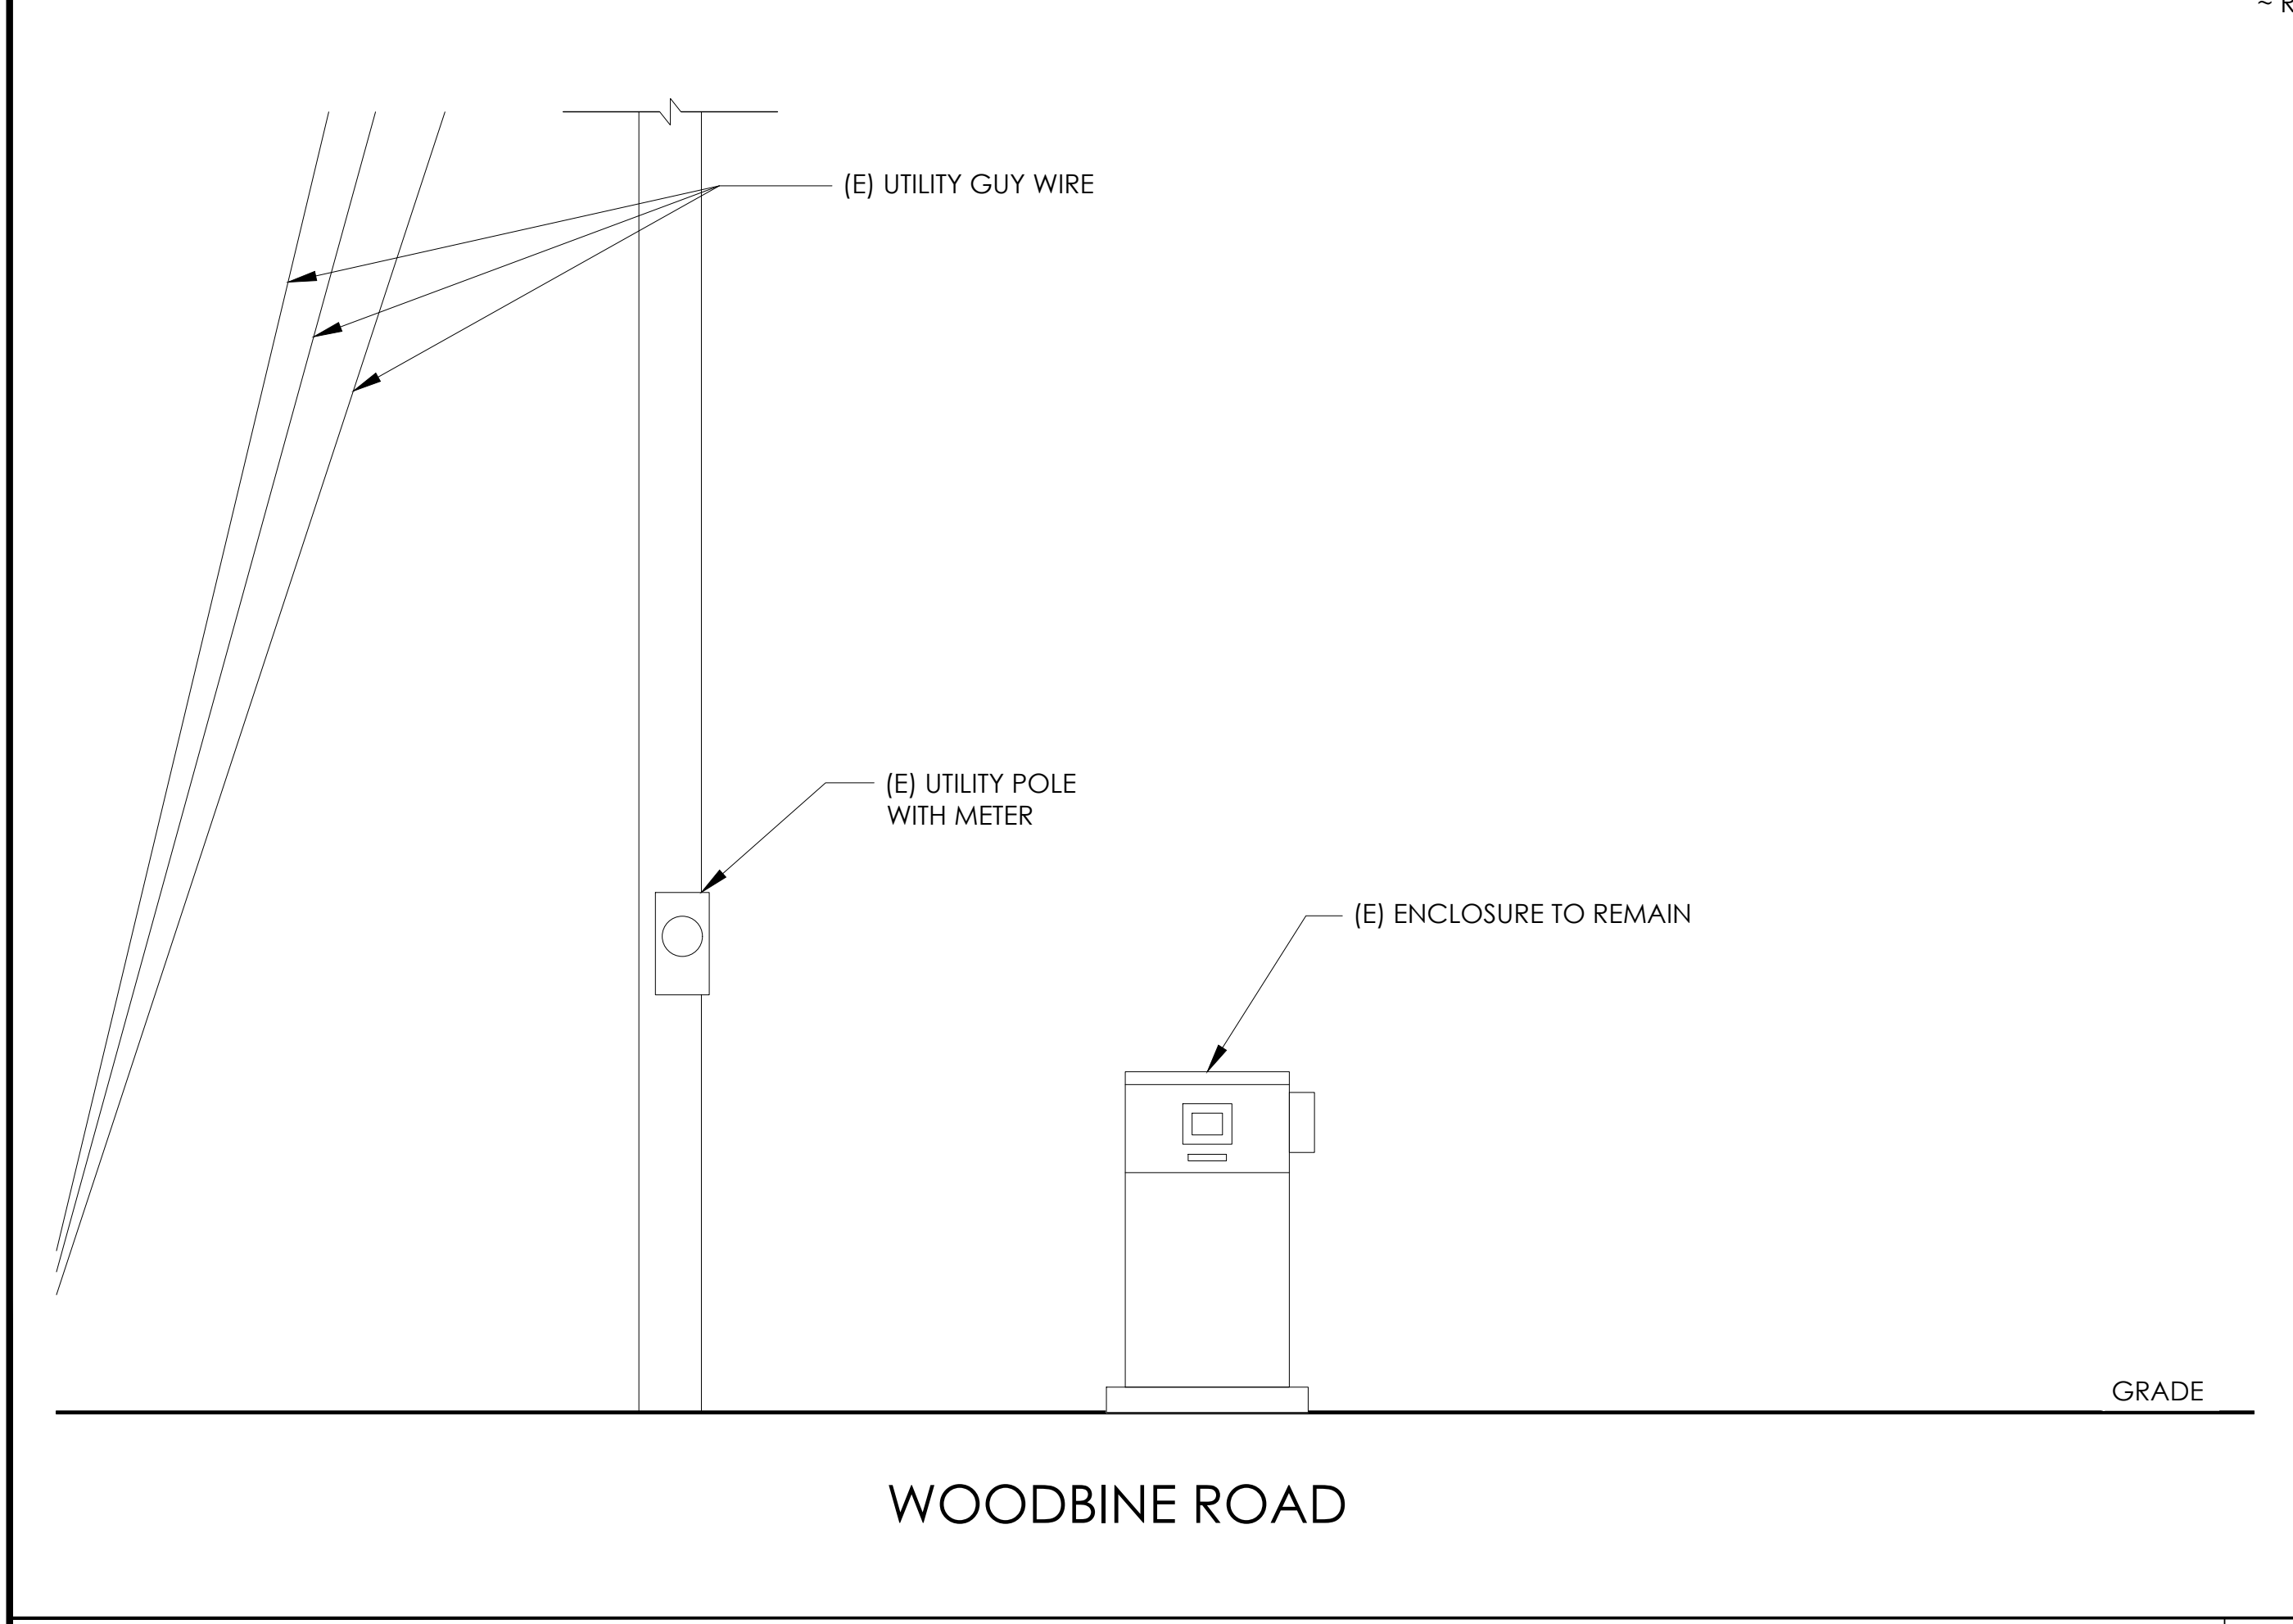 ~ R
(E) UTILITY GUY WIRE
(E) UTILITY POLE
WITH METER
(E) ENCLOSURE TO REMAIN
GRADE
WOODBINE ROAD